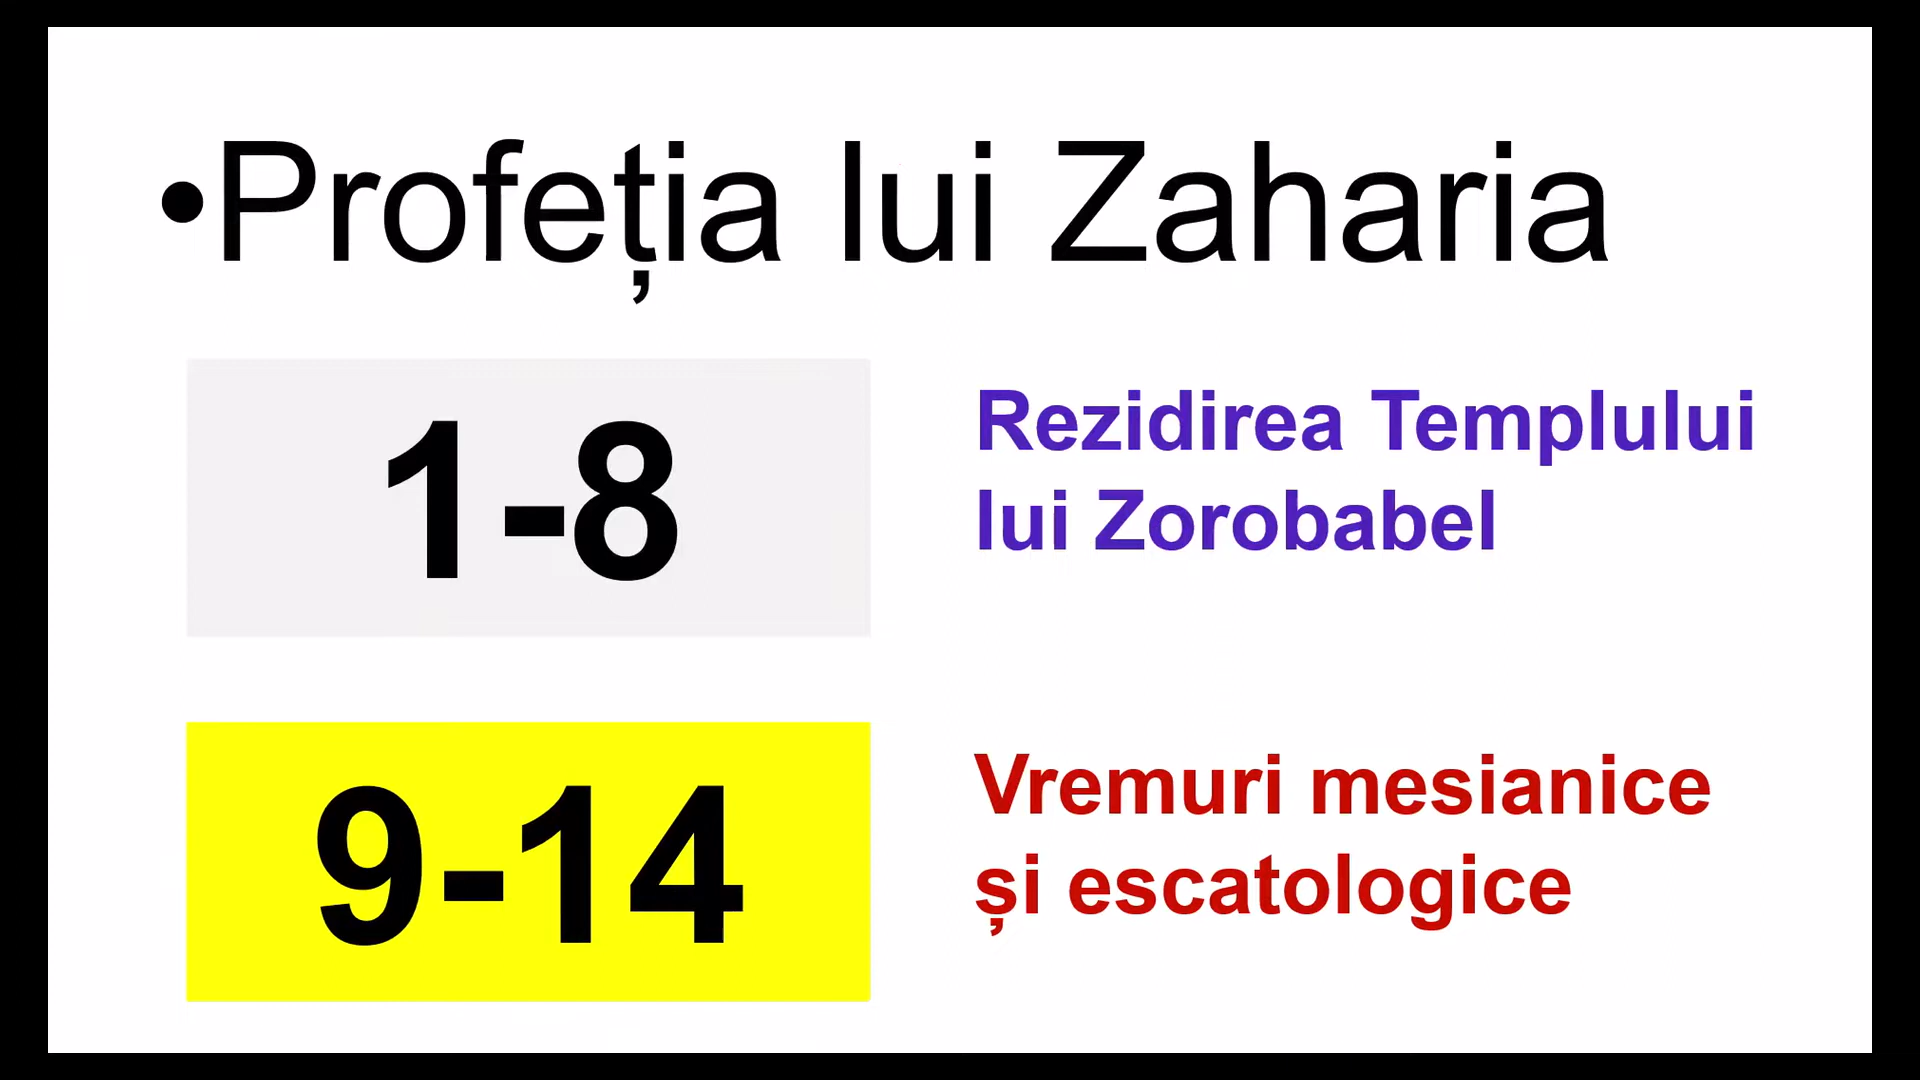 •Profeția lui Zaharia
1-8
Rezidirea Templului
lui Zorobabel
9-14
Vremuri mesianice
și escatologice